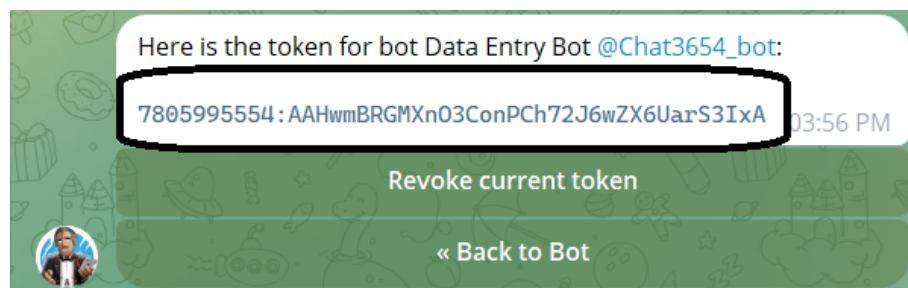 Here is the token for bot Data Entry Bot @Chat3654_bot:
7805995554:AAHwmBRGMXnO3ConPCh72J6wZX6UarS3IxA
03:56 PM
Revoke current token
« Back to Bot